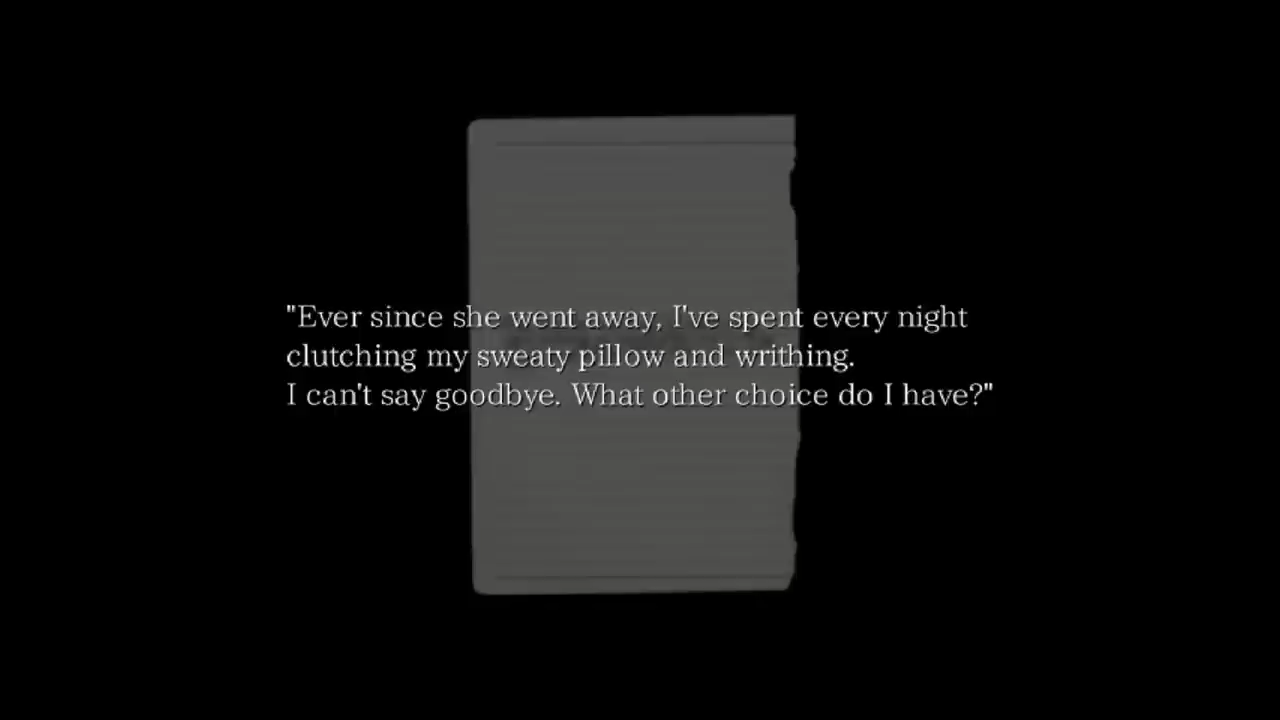 "Ever since she went away, I've spent every night
clutching my sweaty pillow and writhing.
I can't say goodbye. What other choice do I have?"